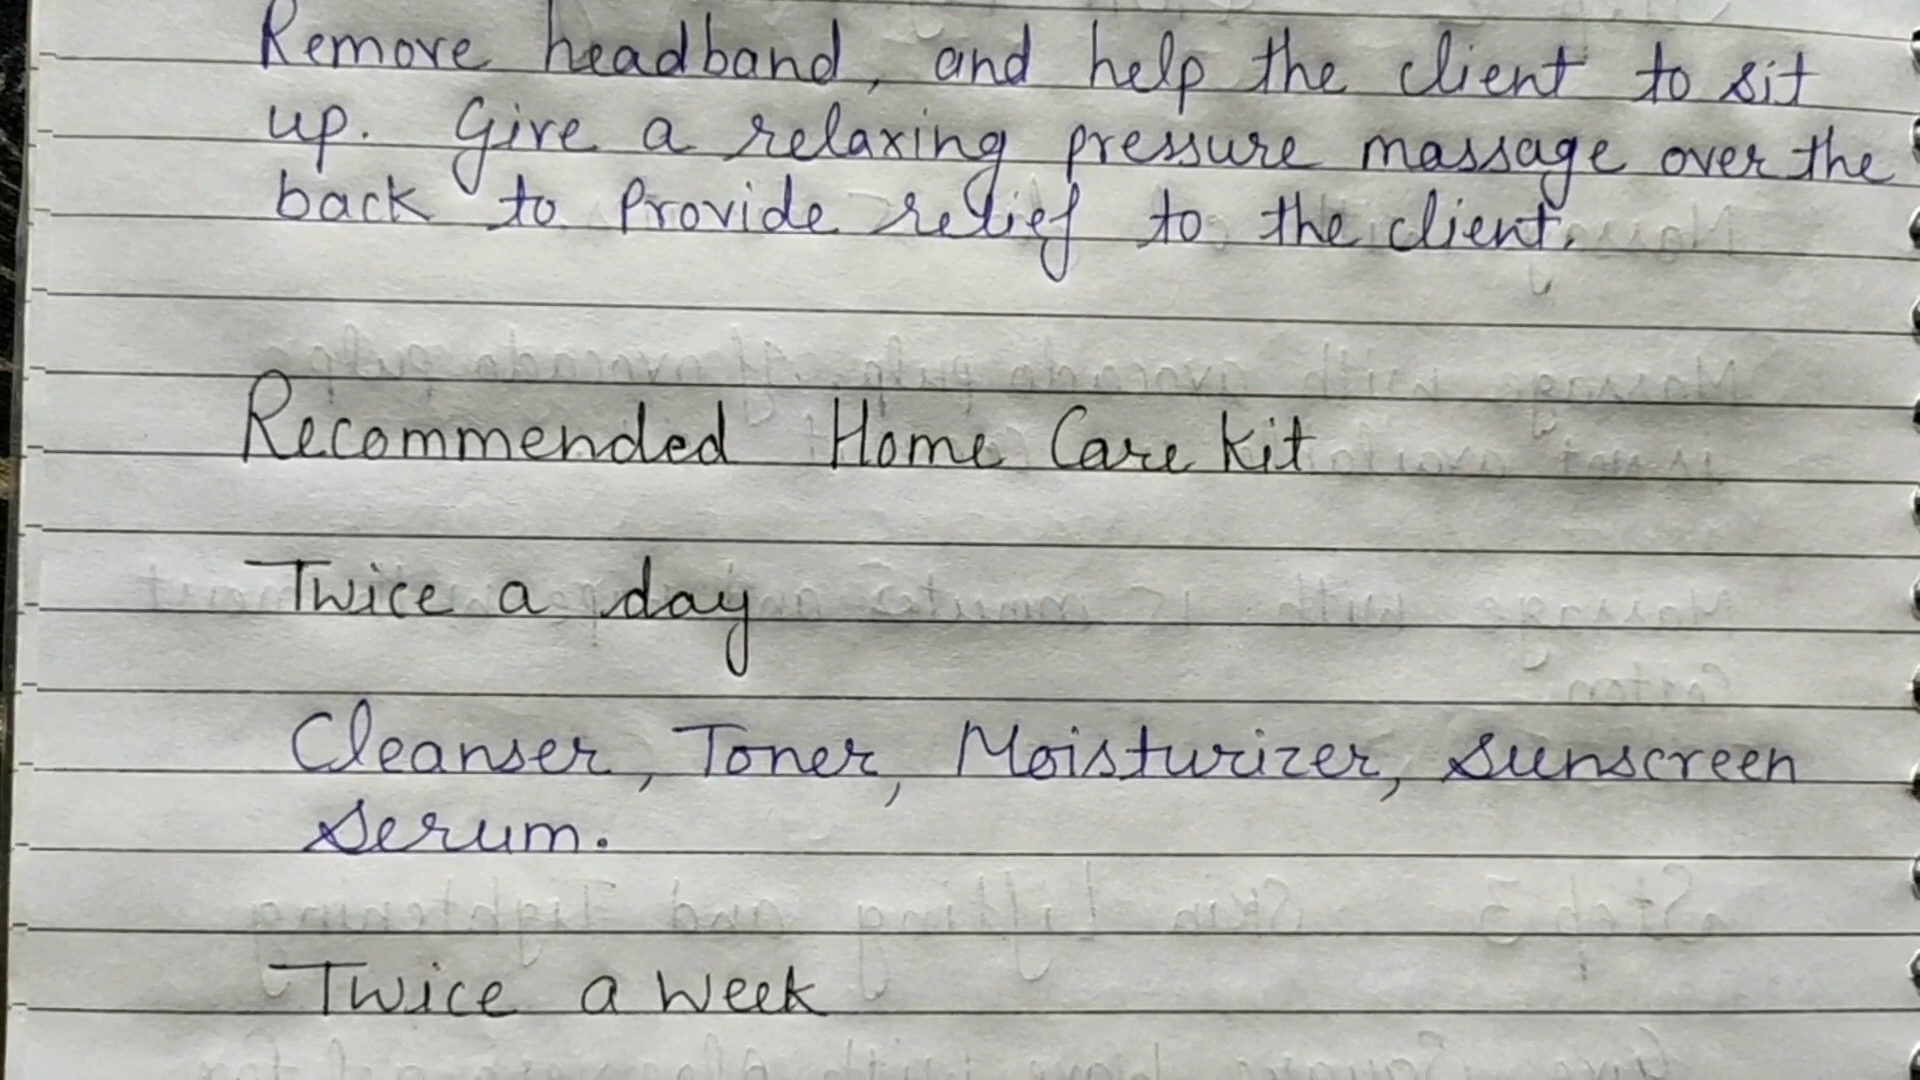 Remove headband, and help the client to sit
up. Give a relaxing pressure massage over the
back to Provide relief to the client.
Recommended Home Care Kit
Twice a day
Cleanser, Toner, Moisturizer, Sunscreen
Serum.
Twice a week